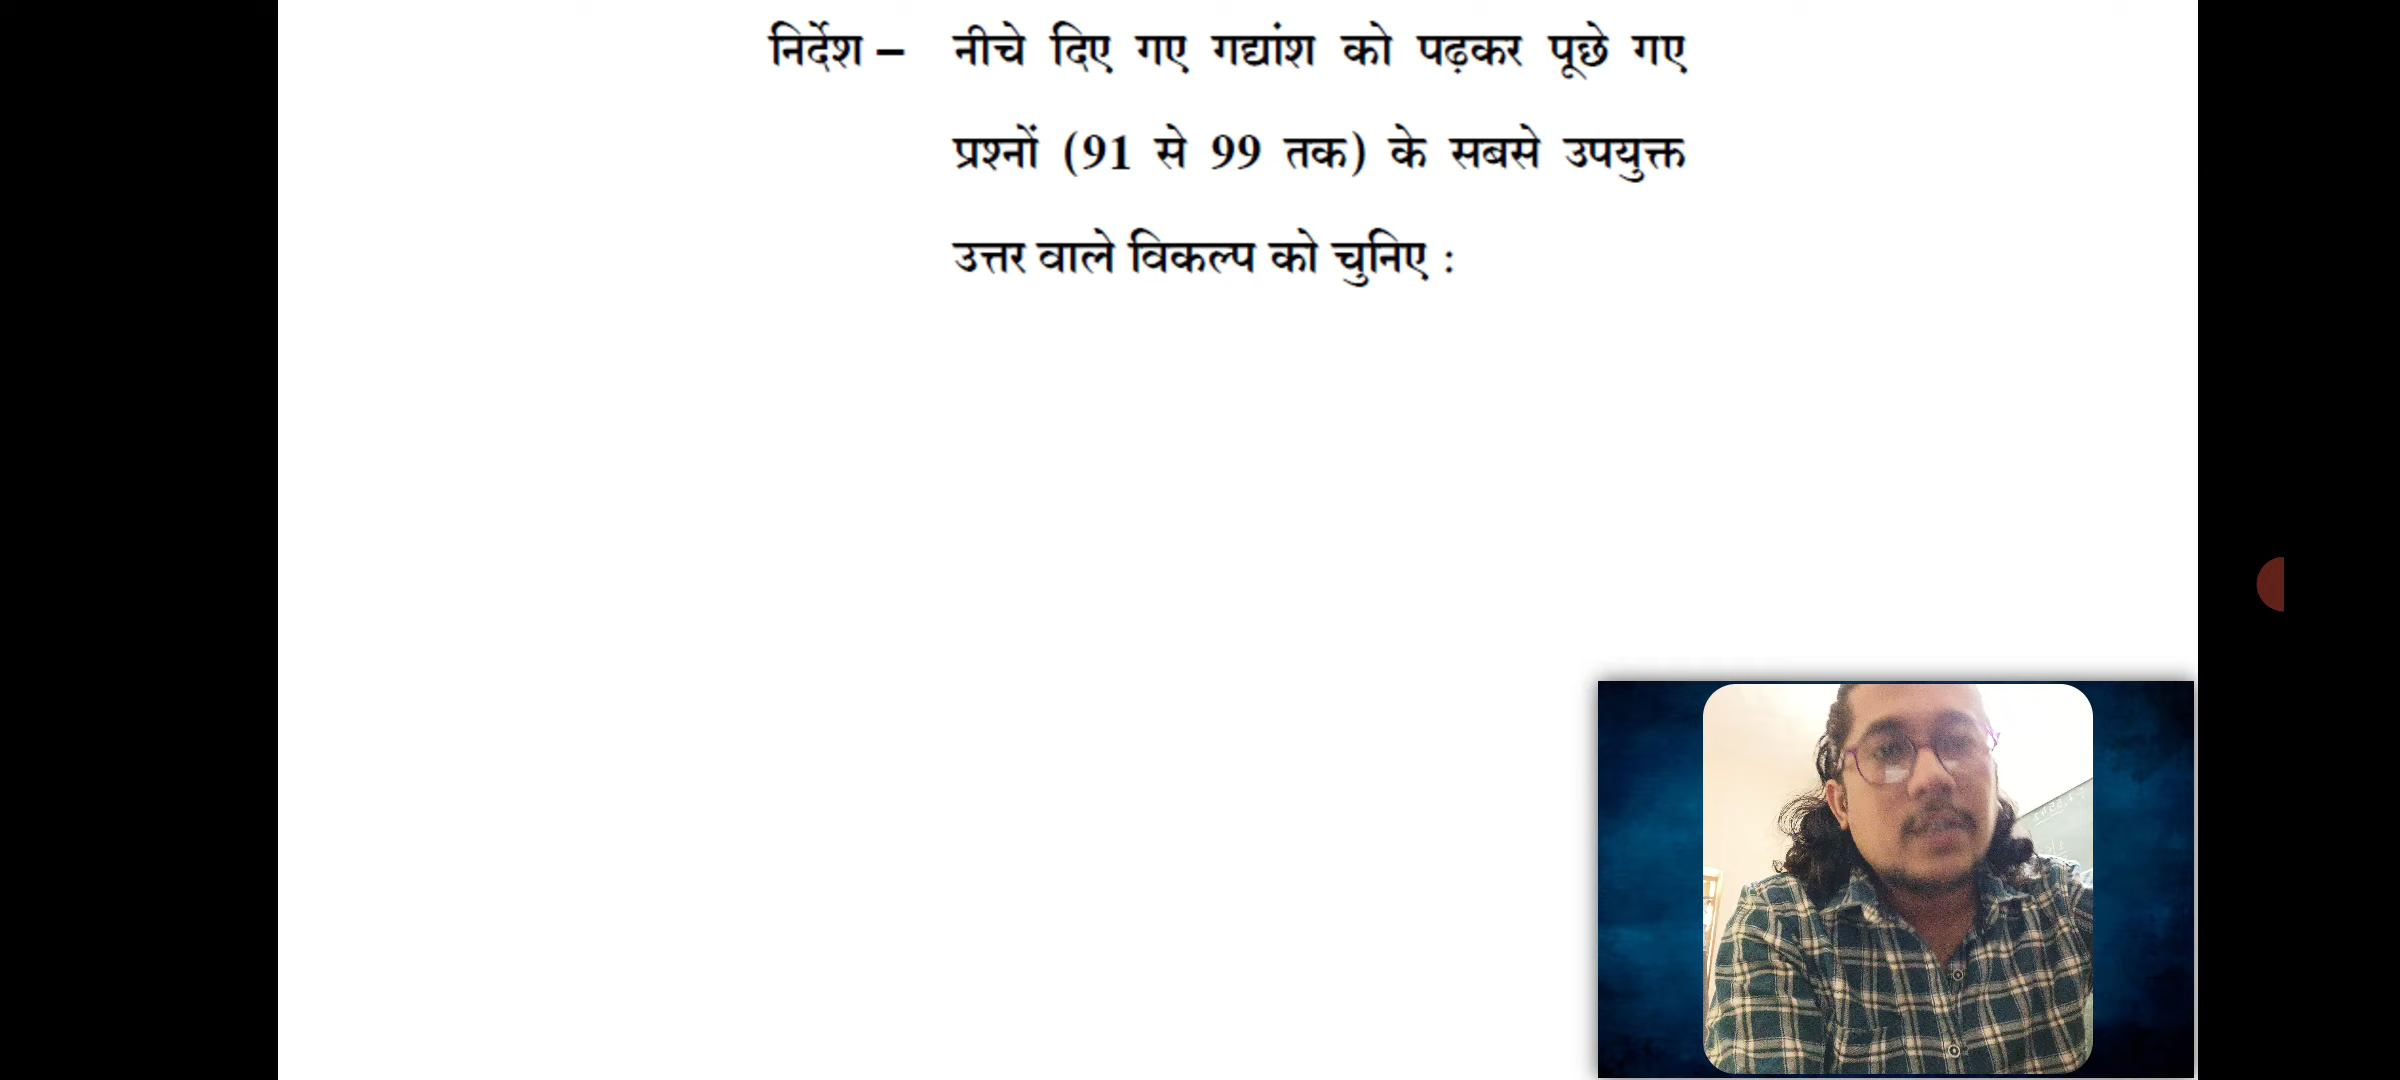 निर्देश – नीचे दिए गए गद्यांश को पढ़कर पूछे गए
प्रश्नों (91 से 99 तक) के सबसे उपयुक्त
उत्तर वाले विकल्प को चुनिए :